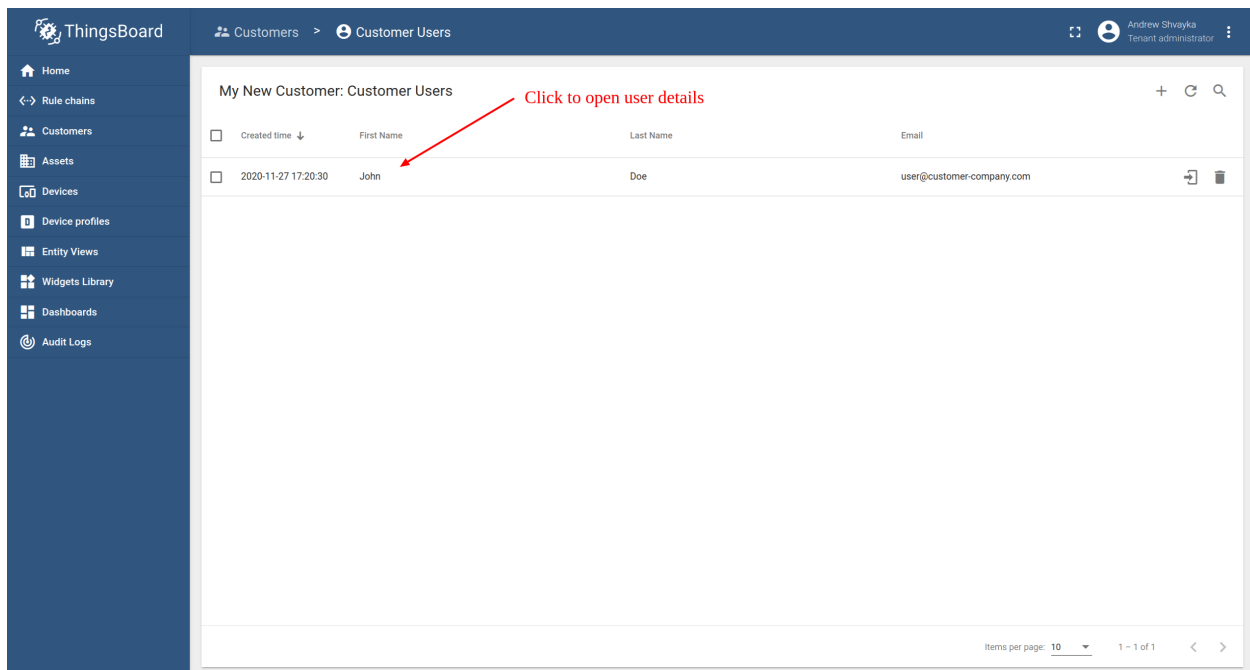 ThingsBoard
Customers > Customer Users
Andrew Shvayka
Tenant administrator
Home
Rule chains
Customers
Assets
Devices
Device profiles
Entity Views
Widgets Library
Dashboards
Audit Logs
My New Customer: Customer Users
Click to open user details
Created time First Name Last Name Email
2020-11-27 17:20:30 John Doe user@customer-company.com
Items per page: 10 1 – 1 of 1